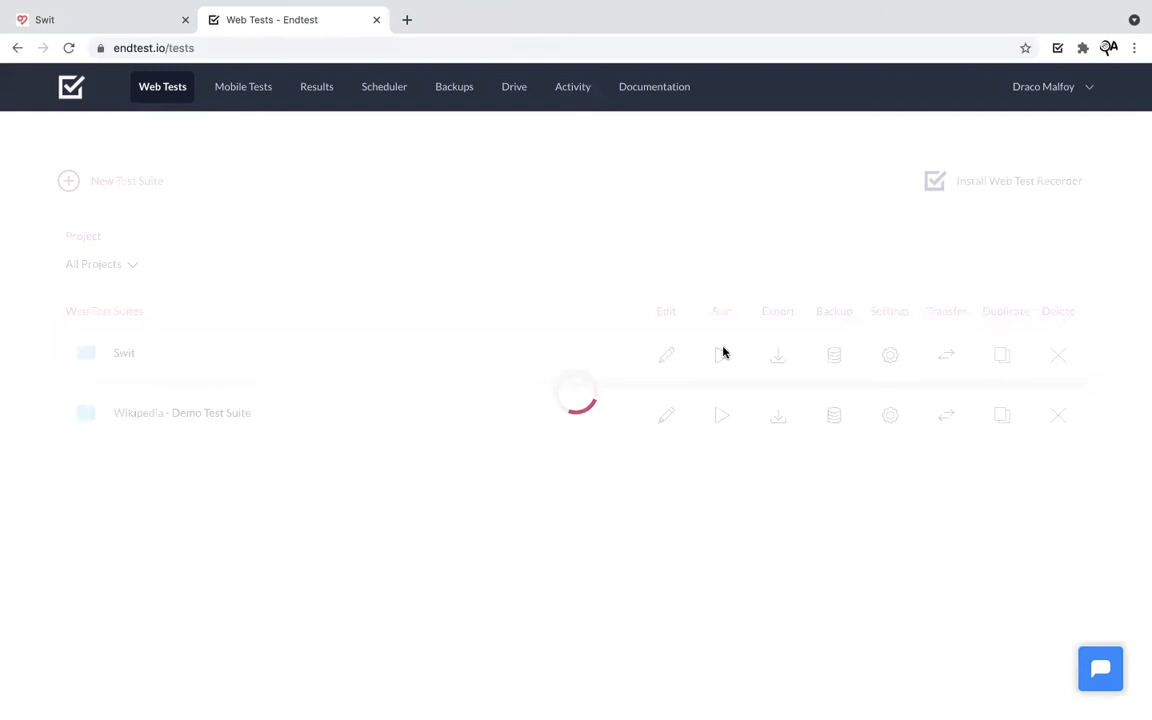 Swit
Web Tests - Endtest
endtest.io/tests
Web Tests Mobile Tests Results Scheduler Backups Drive Activity Documentation Draco Malfoy
New Test Suite Install Web Test Recorder
Project
All Projects
Web Test Suites Edit Run Export Backup Settings Transfer Duplicate Delete
Swit
Wikipedia - Demo Test Suite